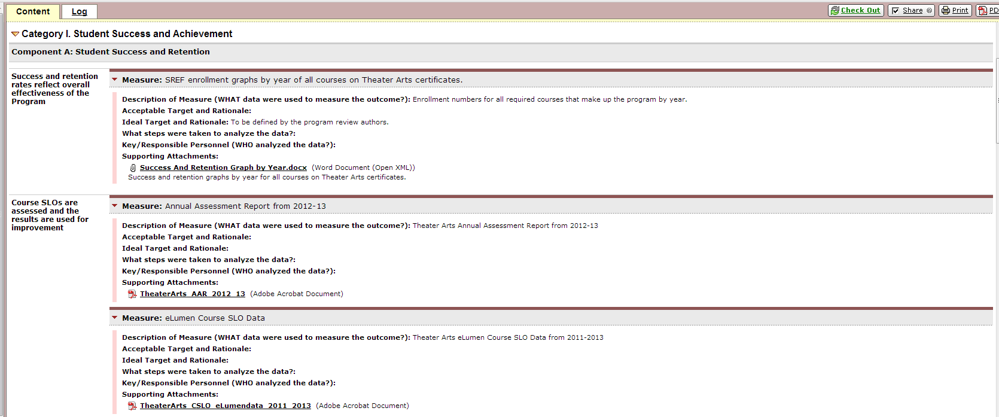 Content
Log
Check Out
Share
Print
PD
Category I. Student Success and Achievement
Component A: Student Success and Retention
Success and retention
rates reflect overall
effectiveness of the
Program
Measure: SREF enrollment graphs by year of all courses on Theater Arts certificates.
Description of Measure (WHAT data were used to measure the outcome?): Enrollment numbers for all required courses that make up the program by year.
Acceptable Target and Rationale:
Ideal Target and Rationale: To be defined by the program review authors.
What steps were taken to analyze the data?:
Key/Responsible Personnel (WHO analyzed the data?):
Supporting Attachments:
Success And Retention Graph by Year.docx (Word Document (Open XML))
Success and retention graphs by year for all courses on Theater Arts certificates.
Course SLOs are
assessed and the
results are used for
improvement
Measure: Annual Assessment Report from 2012-13
Description of Measure (WHAT data were used to measure the outcome?): Theater Arts Annual Assessment Report from 2012-13
Acceptable Target and Rationale:
Ideal Target and Rationale:
What steps were taken to analyze the data?:
Key/Responsible Personnel (WHO analyzed the data?):
Supporting Attachments:
TheaterArts_AAR_2012_13 (Adobe Acrobat Document)
Measure: eLumen Course SLO Data
Description of Measure (WHAT data were used to measure the outcome?): Theater Arts eLumen Course SLO Data from 2011-2013
Acceptable Target and Rationale:
Ideal Target and Rationale:
What steps were taken to analyze the data?:
Key/Responsible Personnel (WHO analyzed the data?):
Supporting Attachments:
TheaterArts_CSLO_eLumendata_2011_2013 (Adobe Acrobat Document)